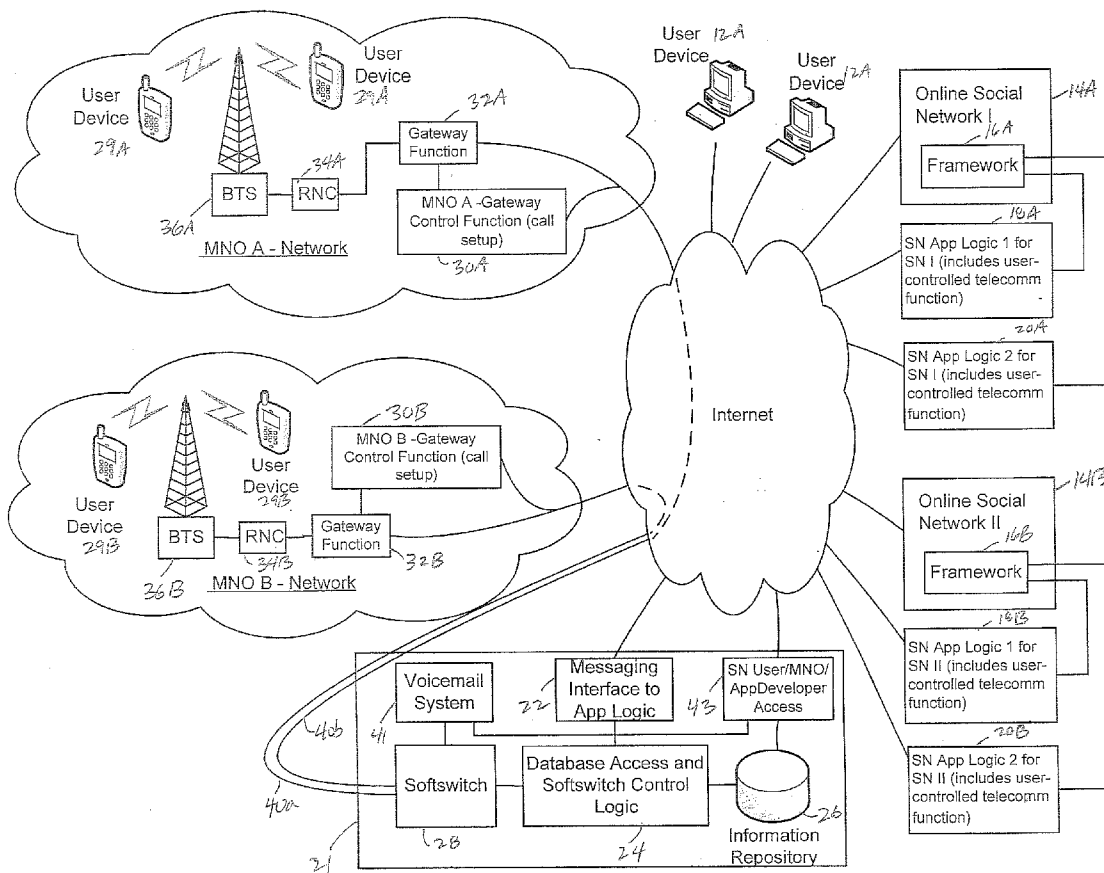 User
Device
29A
User
Device
29A
36A
BTS
34A
RNC
32A
Gateway
Function
MNO A -Gateway
Control Function (call
setup)
30A
MNO A - Network
User
Device
12A
User
Device
12A
Online Social
Network I
14A
16A
Framework
18A
SN App Logic 1 for
SN I (includes user-
controlled telecomm
function)
20A
SN App Logic 2 for
SN I (includes user-
controlled telecomm
function)
Internet
User
Device
29B
User
Device
29B
36B
BTS
RNC
34B
Gateway
Function
32B
30B
MNO B -Gateway
Control Function (call
setup)
MNO B - Network
Online Social
Network II
14B
16B
Framework
18B
SN App Logic 1 for
SN II (includes user-
controlled telecomm
function)
20B
SN App Logic 2 for
SN II (includes user-
controlled telecomm
function)
Voicemail
System
41
Messaging
Interface to
App Logic
22
SN User/MNO/
AppDeveloper
Access
43
40b
40a
Softswitch
28
Database Access and
Softswitch Control
Logic
24
26
Information
Repository
21